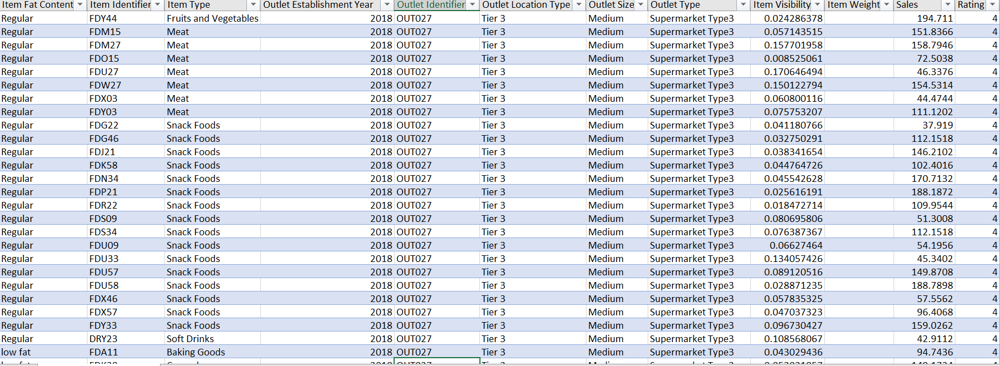 Item Fat Content Item Identifier Item Type Outlet Establishment Year Outlet Identifier Outlet Location Type Outlet Size Outlet Type Item Visibility Item Weight Sales Rating
Regular FDY44 Fruits and Vegetables 2018 OUT027 Tier 3 Medium Supermarket Type3 0.024286378 194.711 4
Regular FDM15 Meat 2018 OUT027 Tier 3 Medium Supermarket Type3 0.057143515 151.8366 4
Regular FDM27 Meat 2018 OUT027 Tier 3 Medium Supermarket Type3 0.157701958 158.7946 4
Regular FDO15 Meat 2018 OUT027 Tier 3 Medium Supermarket Type3 0.008525061 72.5038 4
Regular FDU27 Meat 2018 OUT027 Tier 3 Medium Supermarket Type3 0.170646494 46.3376 4
Regular FDW27 Meat 2018 OUT027 Tier 3 Medium Supermarket Type3 0.150122794 154.5314 4
Regular FDX03 Meat 2018 OUT027 Tier 3 Medium Supermarket Type3 0.060800116 44.4744 4
Regular FDY03 Meat 2018 OUT027 Tier 3 Medium Supermarket Type3 0.075753207 111.1202 4
Regular FDG22 Snack Foods 2018 OUT027 Tier 3 Medium Supermarket Type3 0.041180766 37.919 4
Regular FDG46 Snack Foods 2018 OUT027 Tier 3 Medium Supermarket Type3 0.032750291 112.1518 4
Regular FDJ21 Snack Foods 2018 OUT027 Tier 3 Medium Supermarket Type3 0.038341654 146.2102 4
Regular FDK58 Snack Foods 2018 OUT027 Tier 3 Medium Supermarket Type3 0.044764726 102.4016 4
Regular FDN34 Snack Foods 2018 OUT027 Tier 3 Medium Supermarket Type3 0.045542628 170.7132 4
Regular FDP21 Snack Foods 2018 OUT027 Tier 3 Medium Supermarket Type3 0.025616191 188.1872 4
Regular FDR22 Snack Foods 2018 OUT027 Tier 3 Medium Supermarket Type3 0.018472714 109.9544 4
Regular FDS09 Snack Foods 2018 OUT027 Tier 3 Medium Supermarket Type3 0.080695806 51.3008 4
Regular FDS34 Snack Foods 2018 OUT027 Tier 3 Medium Supermarket Type3 0.076387367 112.1518 4
Regular FDU09 Snack Foods 2018 OUT027 Tier 3 Medium Supermarket Type3 0.06627464 54.1956 4
Regular FDU33 Snack Foods 2018 OUT027 Tier 3 Medium Supermarket Type3 0.134057426 45.3402 4
Regular FDU57 Snack Foods 2018 OUT027 Tier 3 Medium Supermarket Type3 0.089120516 149.8708 4
Regular FDU58 Snack Foods 2018 OUT027 Tier 3 Medium Supermarket Type3 0.028871235 188.7898 4
Regular FDX46 Snack Foods 2018 OUT027 Tier 3 Medium Supermarket Type3 0.057835325 57.5562 4
Regular FDX57 Snack Foods 2018 OUT027 Tier 3 Medium Supermarket Type3 0.047037323 96.4068 4
Regular FDY33 Snack Foods 2018 OUT027 Tier 3 Medium Supermarket Type3 0.096730427 159.0262 4
Regular DRY23 Soft Drinks 2018 OUT027 Tier 3 Medium Supermarket Type3 0.108568067 42.9112 4
low fat FDA11 Baking Goods 2018 OUT027 Tier 3 Medium Supermarket Type3 0.043029436 94.7436 4